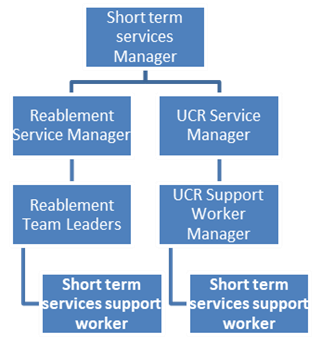 Short term
services
Manager
Reablement
Service Manager
UCR Service
Manager
Reablement
Team Leaders
UCR Support
Worker
Manager
Short term
services support
worker
Short term
services support
worker